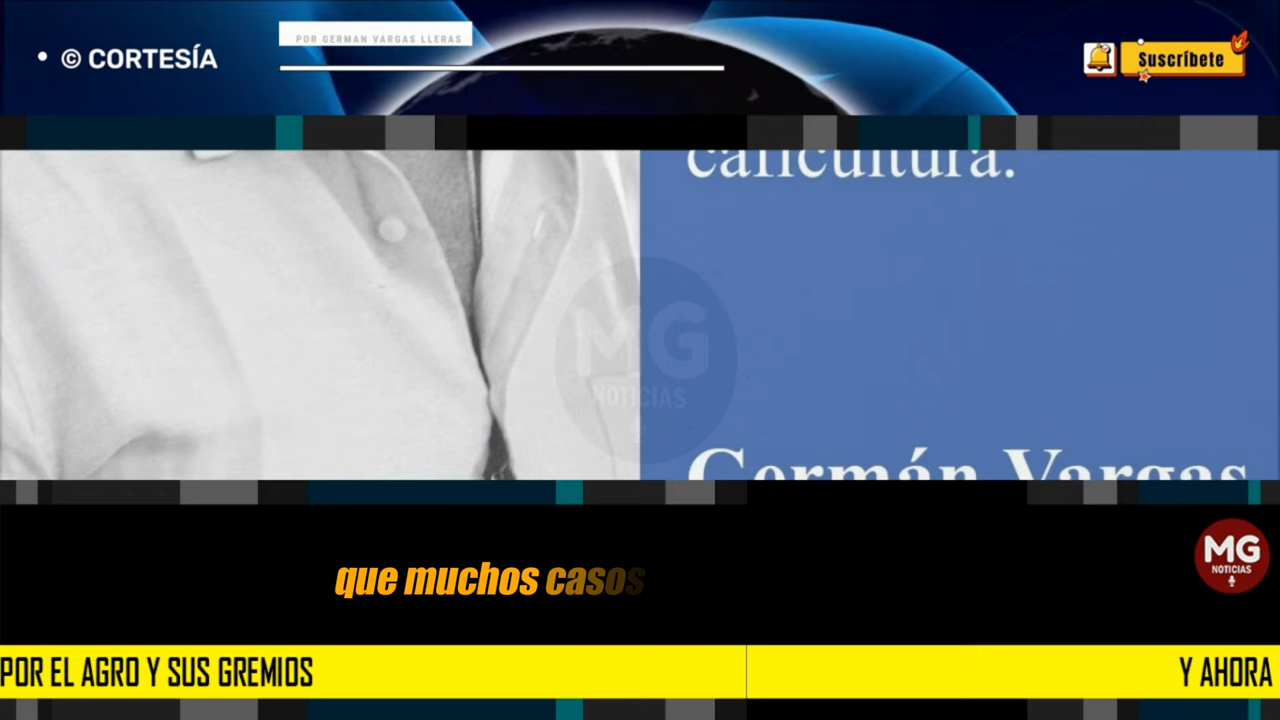 © CORTESÍA
POR GERMAN VARGAS LLERAS
Suscríbete
caficultura.
MG
NOTICIAS
Germán Vargas
que muchos casos
MG
NOTICIAS
POR EL AGRO Y SUS GREMIOS
Y AHORA